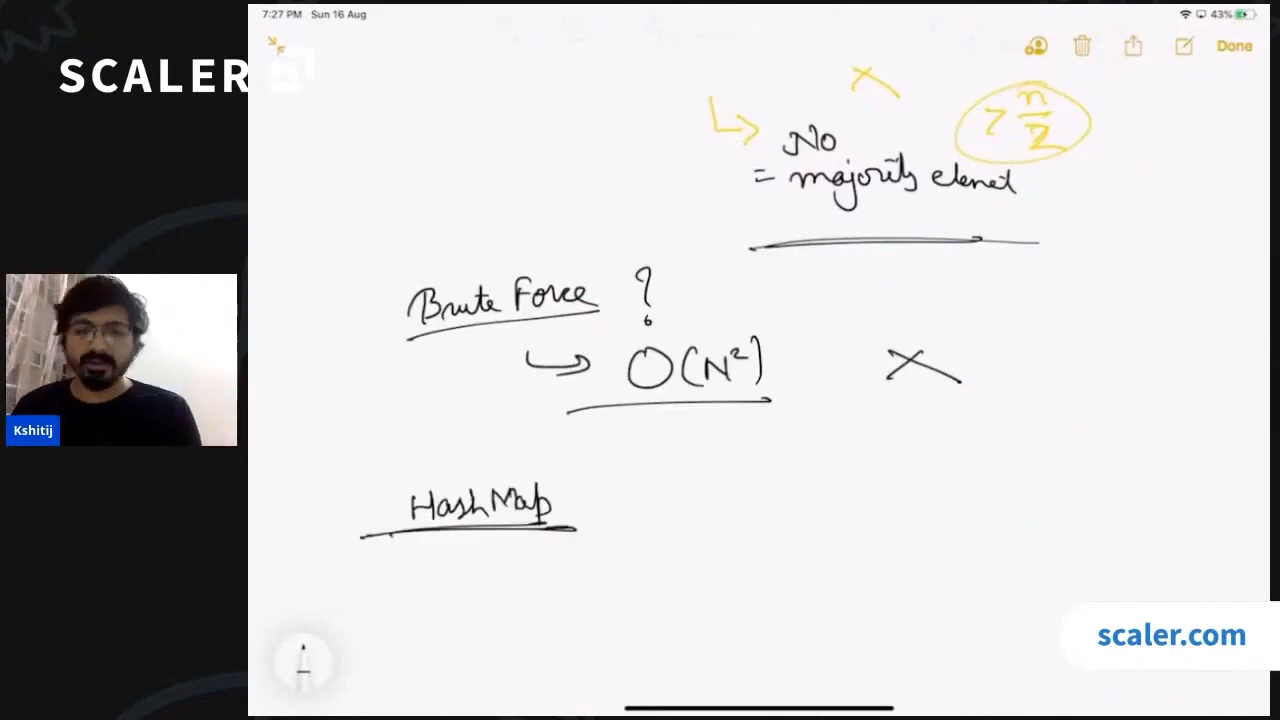 7:27 PM Sun 16 Aug
43%
Done
SCALER
> n/2
No
= majority elenet
Brute Force ?
O(N²)
Kshitij
HashMap
scaler.com